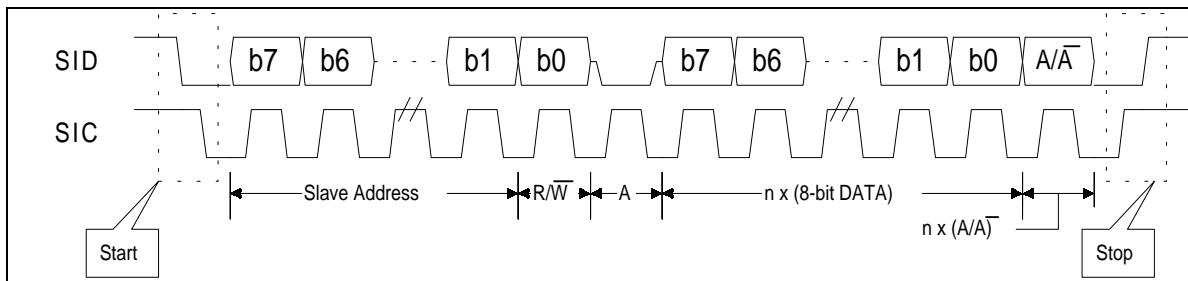 SID b7 b6 b1 b0 b7 b6 b1 b0 A/A̅
SIC
Slave Address R/W̅ A n x (8-bit DATA)
n x (A/A̅)
Start Stop